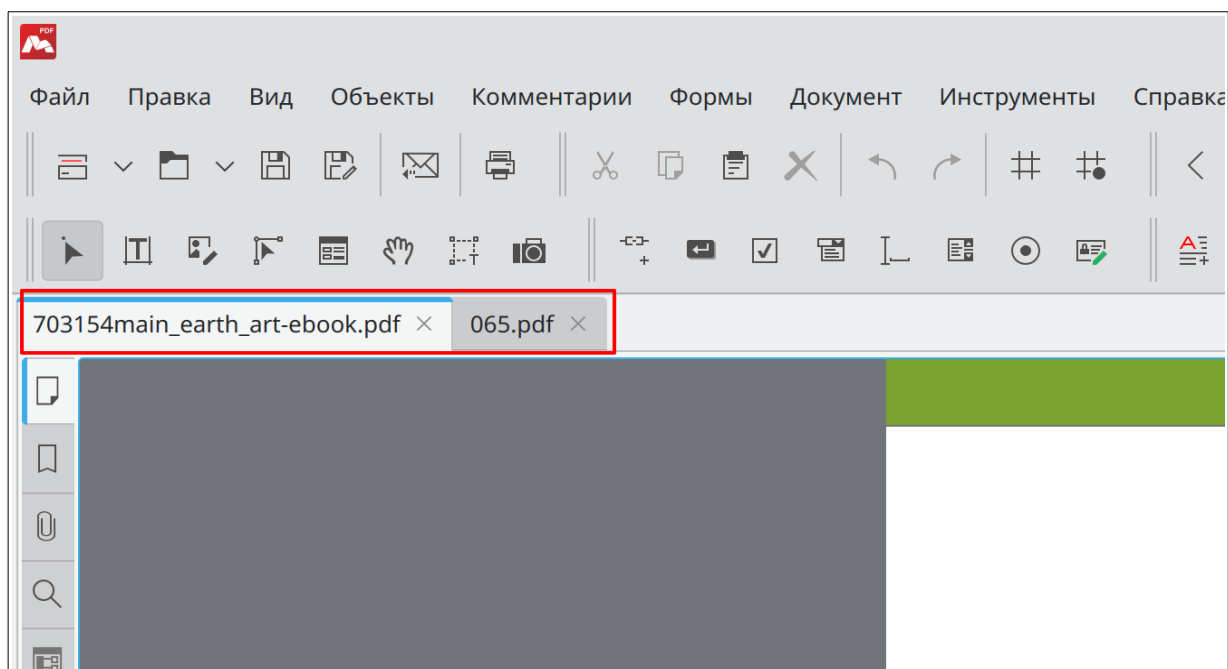 PDF
Файл Правка Вид Объекты Комментарии Формы Документ Инструменты Справка
703154main_earth_art-ebook.pdf 065.pdf